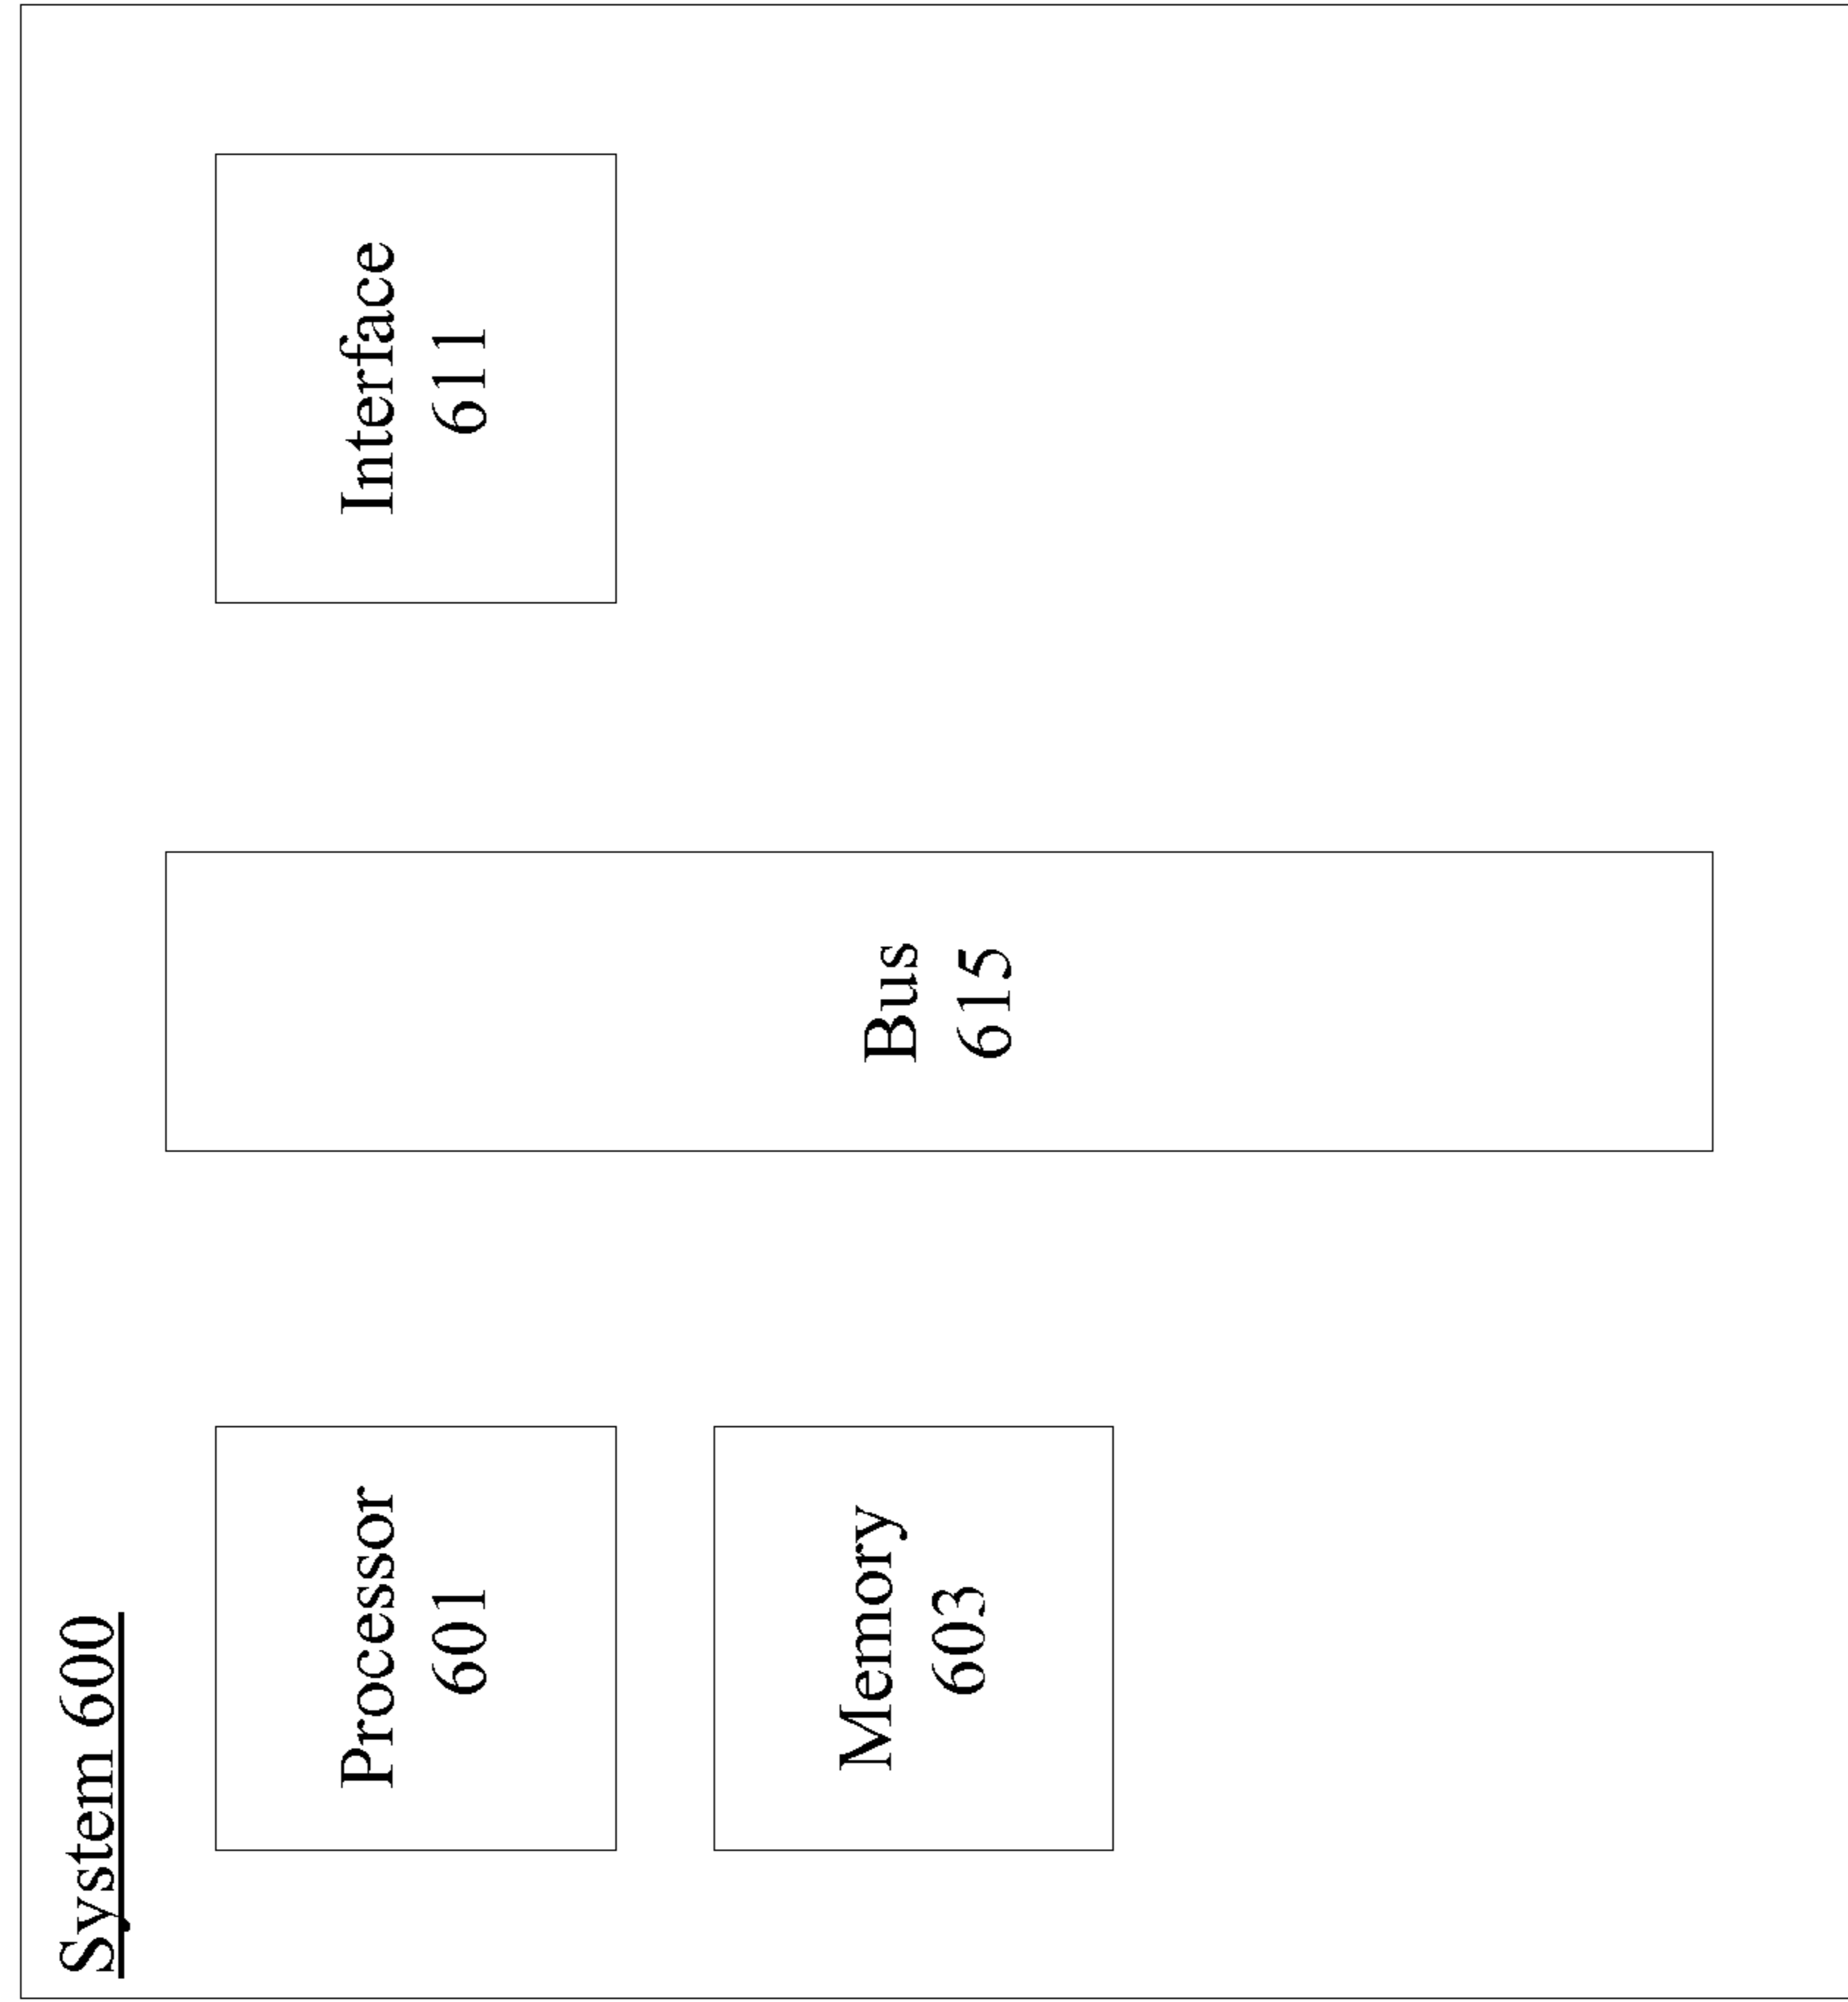 System 600
Processor
601
Memory
603
Bus
615
Interface
611